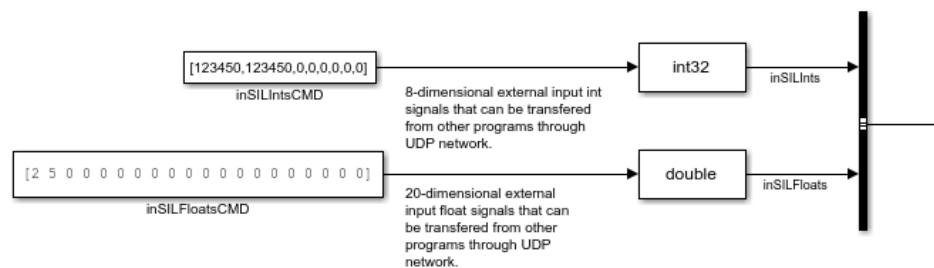 [123450,123450,0,0,0,0,0,0]
inSILIntsCMD
int32
inSILInts
8-dimensional external input int
signals that can be transfered
from other programs through
UDP network.
[2 5 0 0 0 0 0 0 0 0 0 0 0 0 0 0 0 0 0 0]
inSILFloatsCMD
double
inSILFloats
20-dimensional external
input float signals that can
be transfered from other
programs through UDP
network.